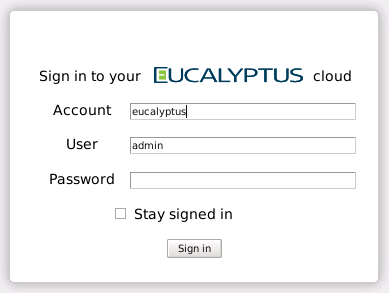 Sign in to your EUCALYPTUS cloud
Account eucalyptus
User admin
Password
Stay signed in
Sign in